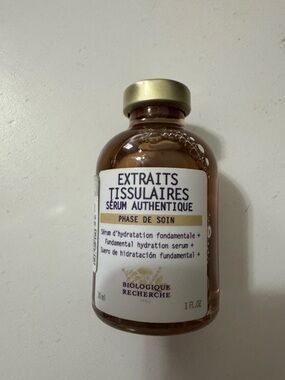 EXTRAITS
TISSULAIRES
SÉRUM AUTHENTIQUE
PHASE DE SOIN
Sérum d'hydratation fondamentale +
Fundamental hydration serum +
Suero de hidratación fundamental +
BIOLOGIQUE
RECHERCHE
1 FL.OZ